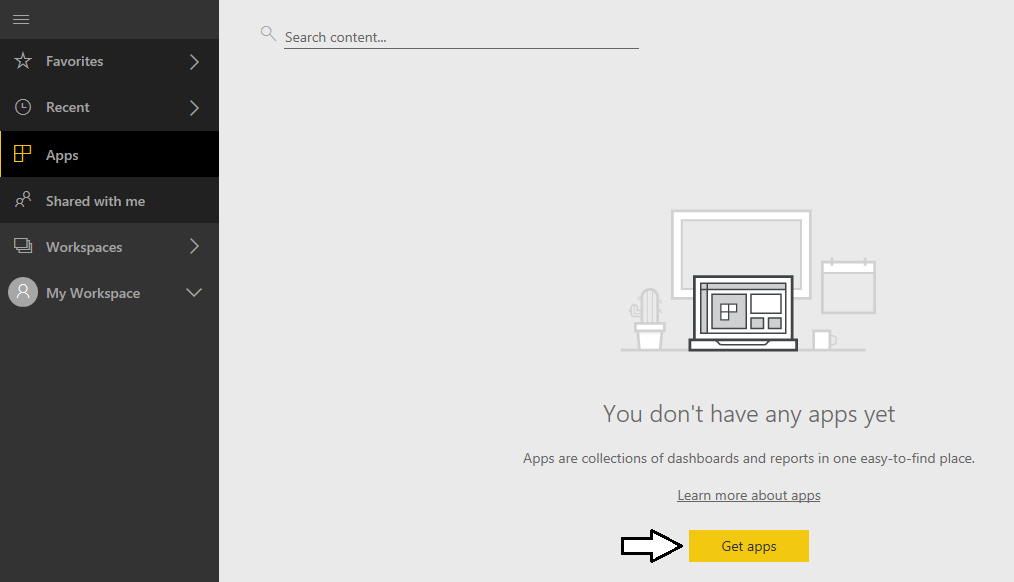 Search content...
Favorites
Recent
Apps
Shared with me
Workspaces
My Workspace
You don't have any apps yet
Apps are collections of dashboards and reports in one easy-to-find place.
Learn more about apps
Get apps